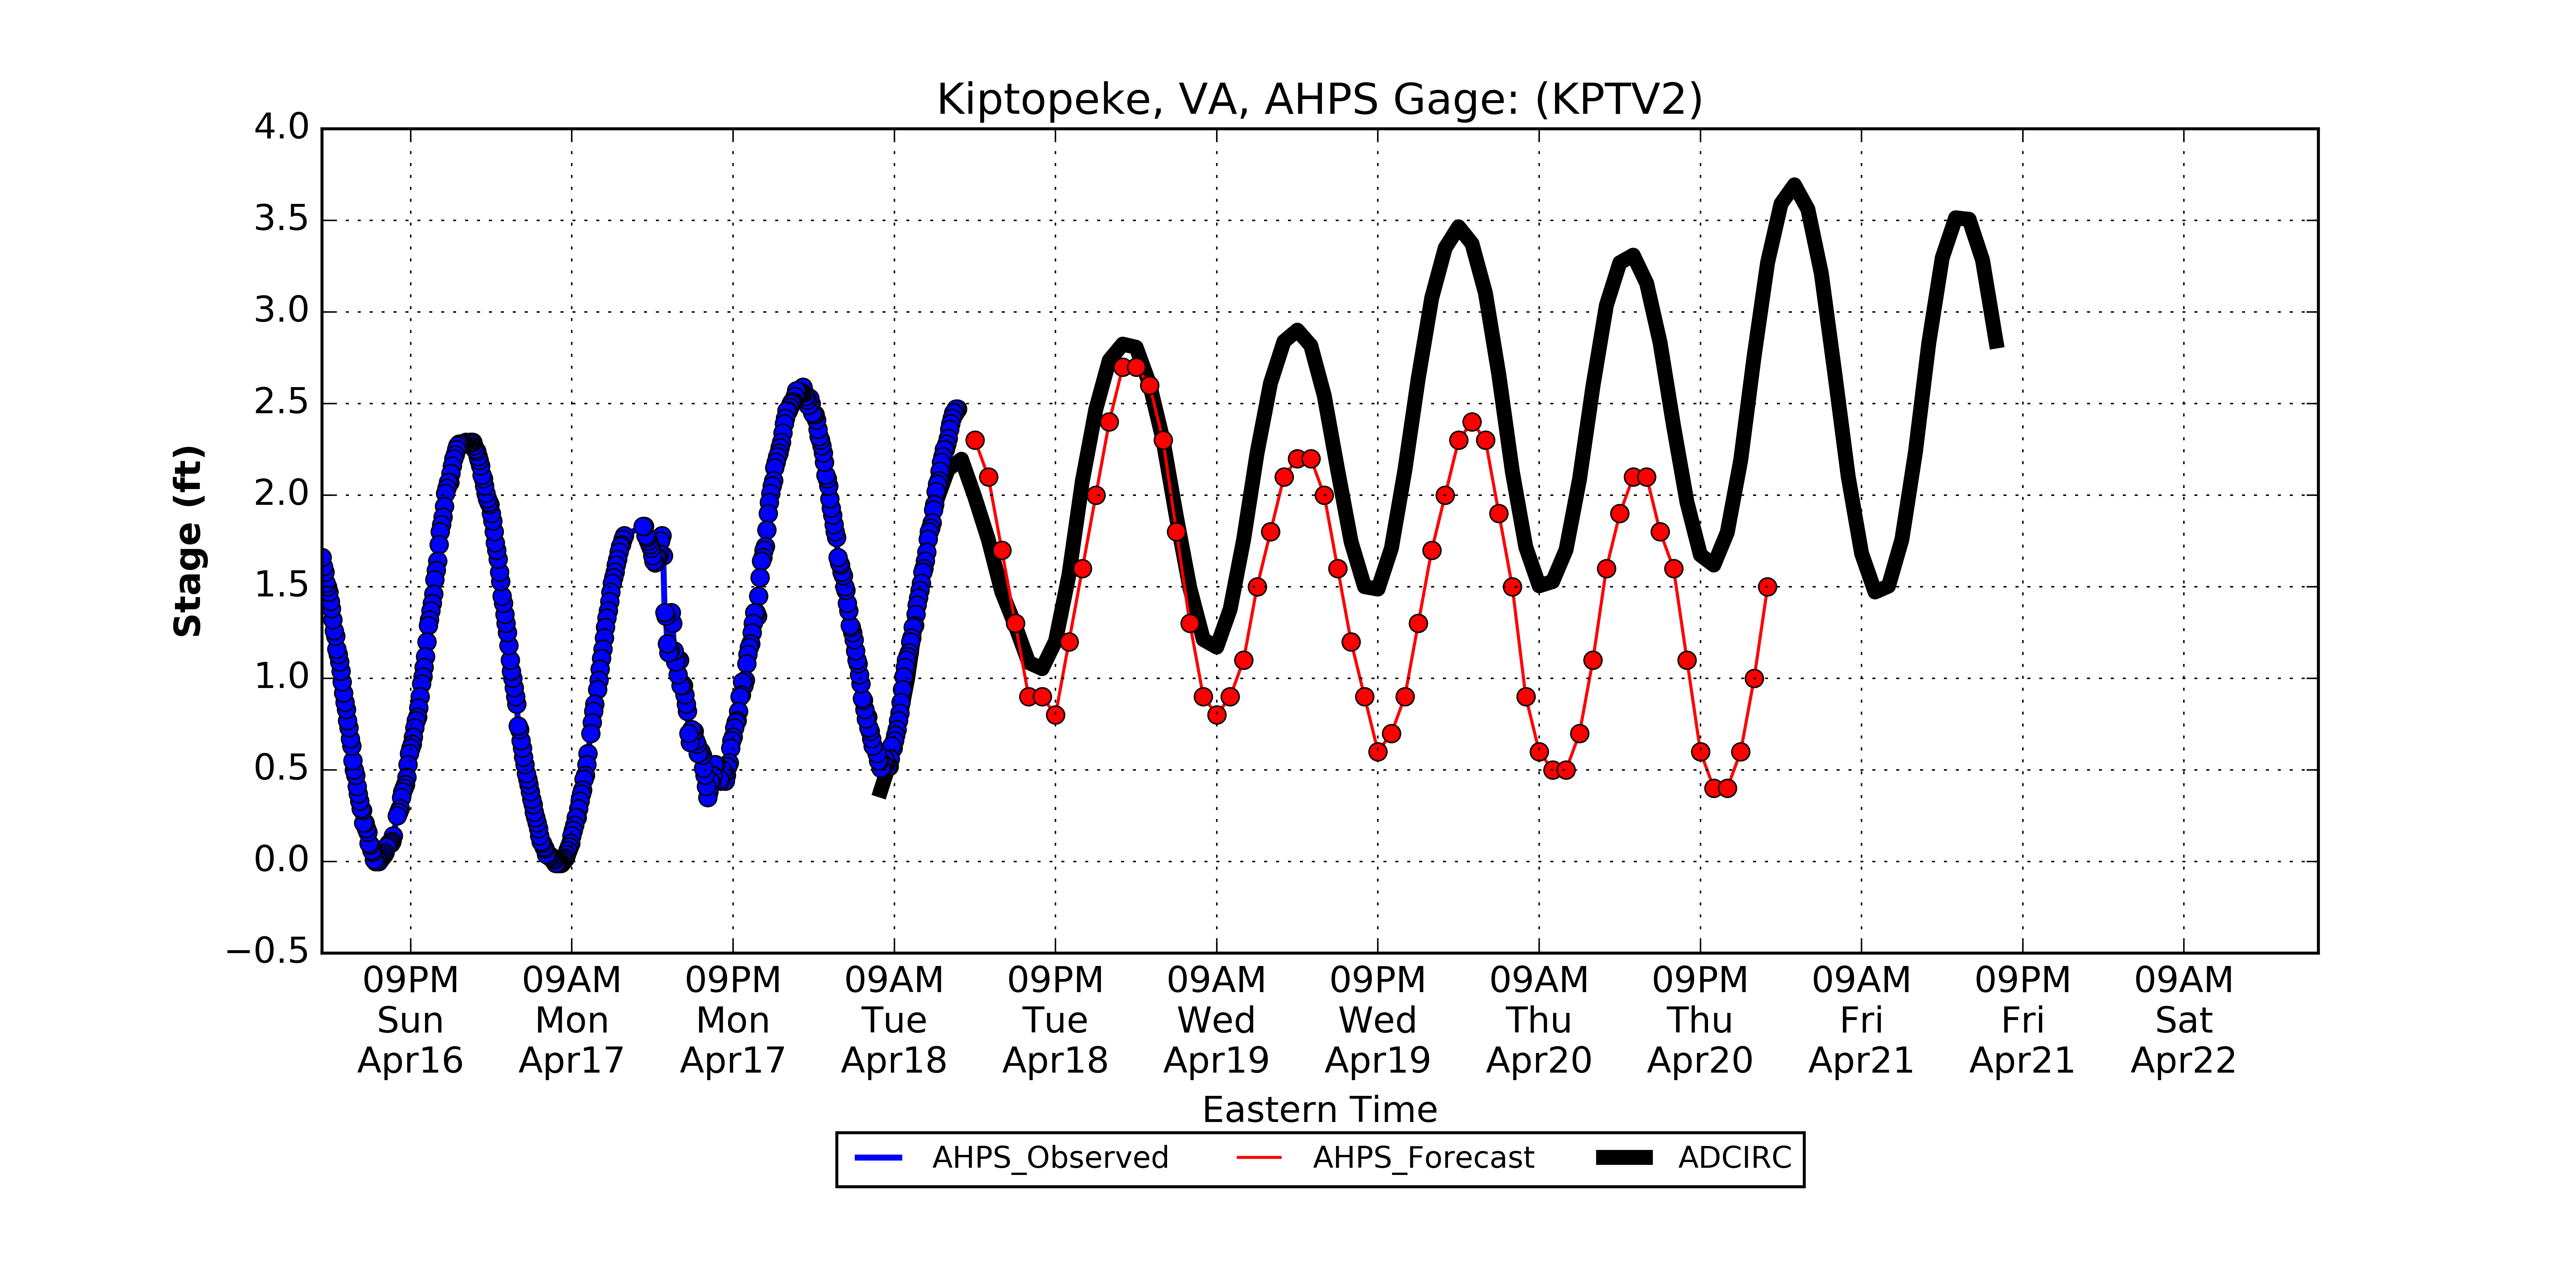 Kiptopeke, VA, AHPS Gage: (KPTV2)
4.0
3.5
3.0
2.5
2.0
1.5
1.0
0.5
0.0
−0.5
Stage (ft)
09PM 09AM 09PM 09AM 09PM 09AM 09PM 09AM 09PM 09AM 09PM 09AM
Sun Mon Mon Tue Tue Wed Wed Thu Thu Fri Fri Sat
Apr16 Apr17 Apr17 Apr18 Apr18 Apr19 Apr19 Apr20 Apr20 Apr21 Apr21 Apr22
Eastern Time
AHPS_Observed AHPS_Forecast ADCIRC